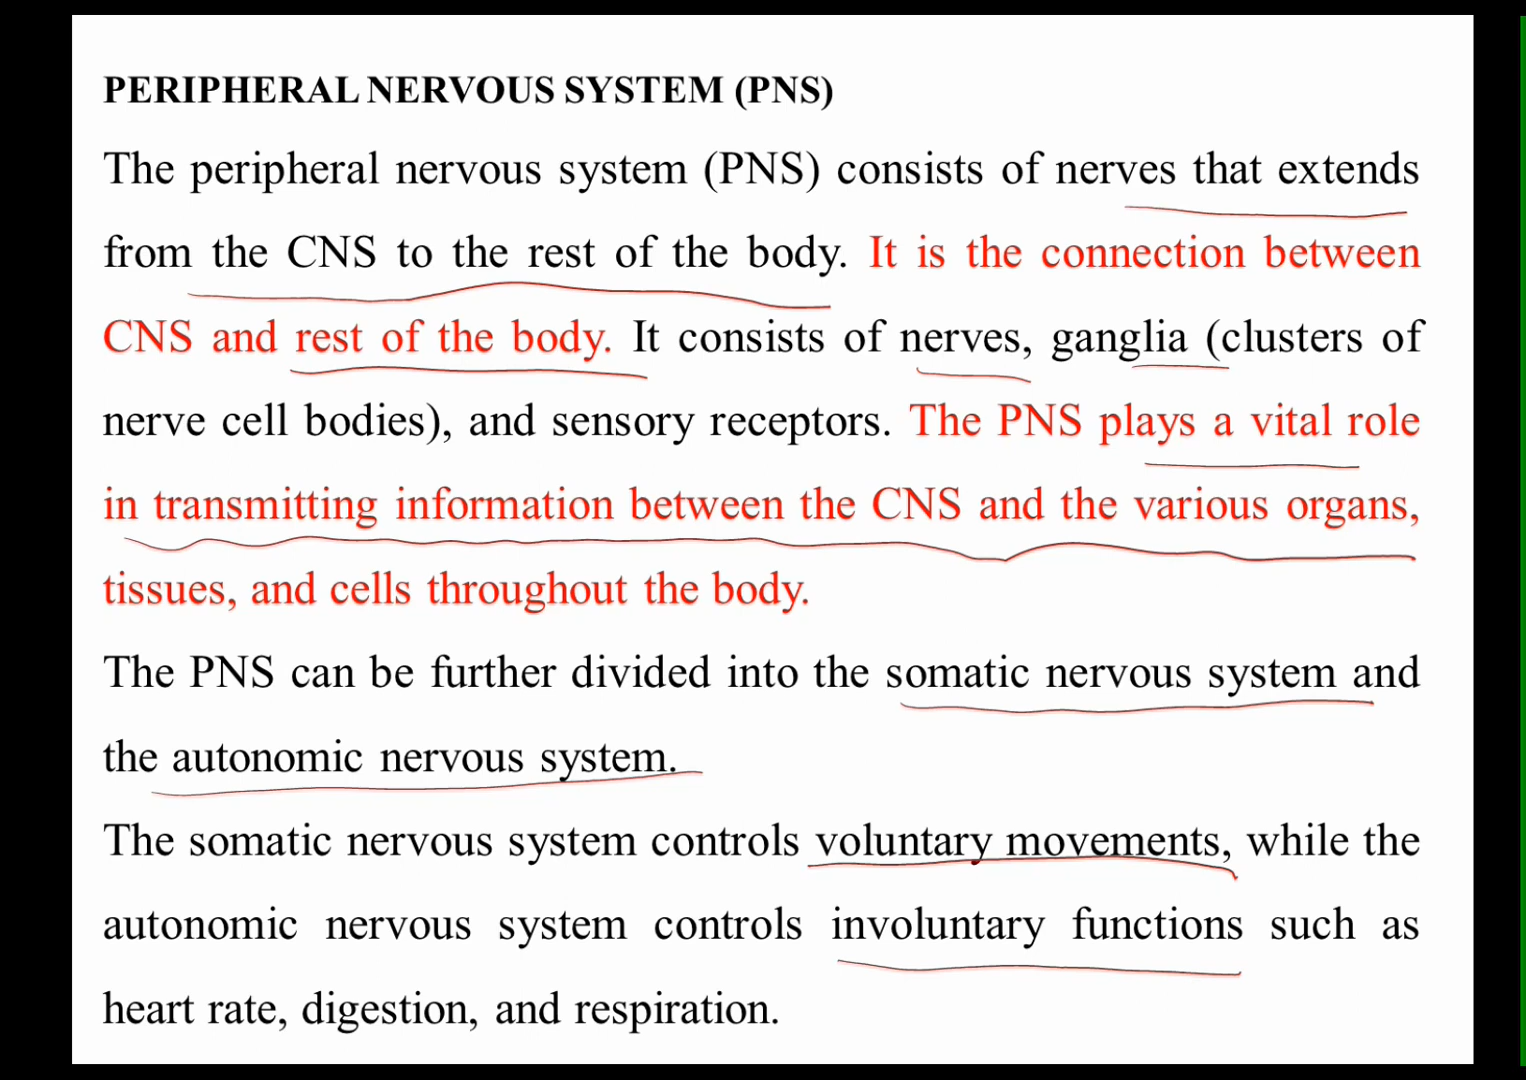 PERIPHERAL NERVOUS SYSTEM (PNS)
The peripheral nervous system (PNS) consists of nerves that extends
from the CNS to the rest of the body. It is the connection between
CNS and rest of the body. It consists of nerves, ganglia (clusters of
nerve cell bodies), and sensory receptors. The PNS plays a vital role
in transmitting information between the CNS and the various organs,
tissues, and cells throughout the body.
The PNS can be further divided into the somatic nervous system and
the autonomic nervous system.
The somatic nervous system controls voluntary movements, while the
autonomic nervous system controls involuntary functions such as
heart rate, digestion, and respiration.